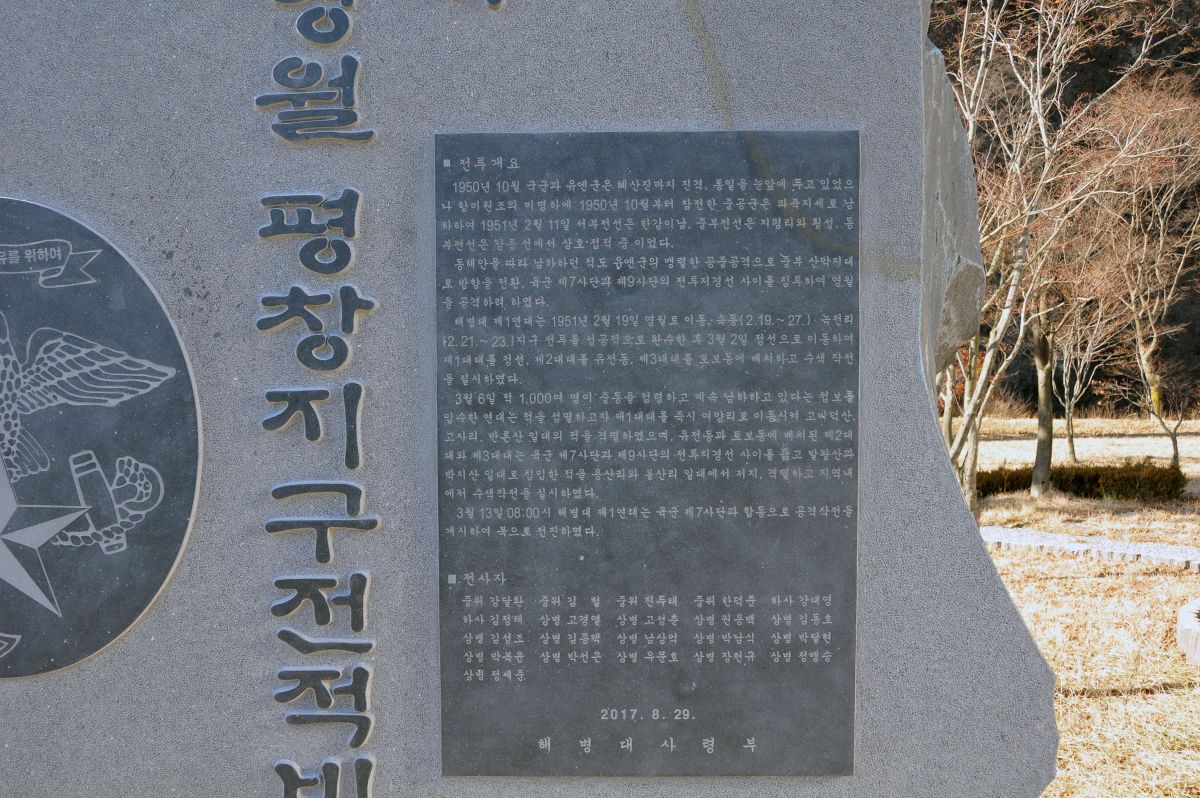 유를 위하여
월 평창지구전적비
■ 전투개요
1950년 10월 국군과 유엔군은 혜산진까지 진격, 통일을 눈앞에 두고 있었으
나 항미원조의 미명하에 1950년 10월부터 참전한 중공군은 파죽지세로 남
하하여 1951년 2월 11일 서부전선은 한강이남, 중부전선은 지평리와 횡성, 동
부전선은 강릉 선에서 상호 접적 중 이었다.
동해안을 따라 남하하던 적도 유엔군의 맹렬한 공중공격으로 중부 산악지대
로 방향을 전환, 육군 제7사단과 제9사단의 전투지경선 사이를 침투하여 영월
을 공격하려 하였다.
해병대 제1연대는 1951년 2월 19일 영월로 이동, 녹동(2.19.～27.)·녹전리
(2.21.～23.)지구 전투를 성공적으로 완수한 후 3월 2일 정선으로 이동하여
제1대대를 정선, 제2대대를 유전동, 제3대대를 토보동에 배치하고 수색 작전
을 실시하였다.
3월 6일 적 1,000여 명이 중동을 점령하고 계속 남하하고 있다는 첩보를
입수한 연대는 적을 섬멸하고자 제1대대를 즉시 여량리로 이동시켜 고비덕산,
고사리, 반론산 일대의 적을 격멸하였으며, 유전동과 토보동에 배치된 제2대
대와 제3대대는 육군 제7사단과 제9사단의 전투지경선 사이를 뚫고 발왕산과
박지산 일대로 침입한 적을 용산리와 봉산리 일대에서 저지, 격멸하고 지역내
에서 수색작전을 실시하였다.
3월 13일 08:00시 해병대 제1연대는 육군 제7사단과 합동으로 공격작전을
개시하여 북으로 전진하였다.
■ 전사자
중위 강달환 중위 김 철 중위 진득태 중위 한덕준 하사 강대영
하사 김정태 상병 고경열 상병 고성춘 상병 원용백 상병 김동호
상병 김성조 상병 김종택 상병 남상억 상병 박남식 상병 박달현
상병 박복윤 상병 박선근 상병 우문호 상병 장현규 상병 정맹승
상병 정세준
2017. 8. 29.
해 병 대 사 령 부